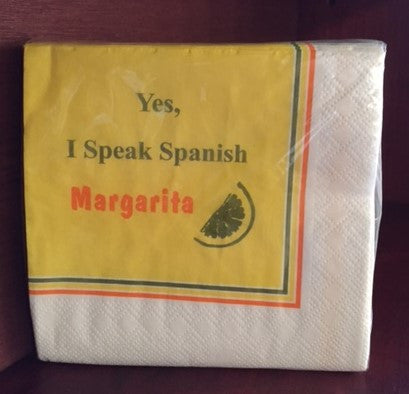 Yes,
I Speak Spanish
Margarita